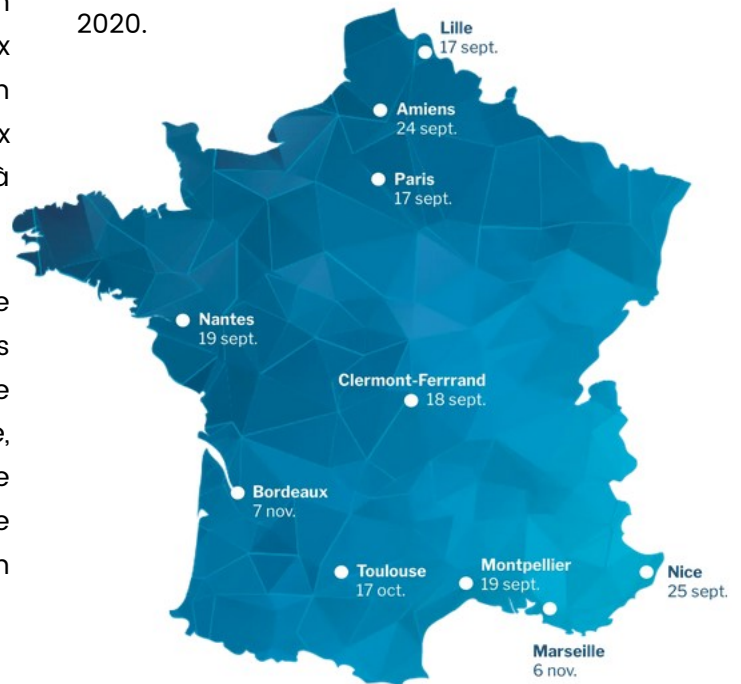 n
x
n
x
à
e
s
e
e,
e
e
n
2020.
Lille
17 sept.
Amiens
24 sept.
Paris
17 sept.
Nantes
19 sept.
Clermont-Ferrrand
18 sept.
Bordeaux
7 nov.
Toulouse
17 oct.
Montpellier
19 sept.
Nice
25 sept.
Marseille
6 nov.